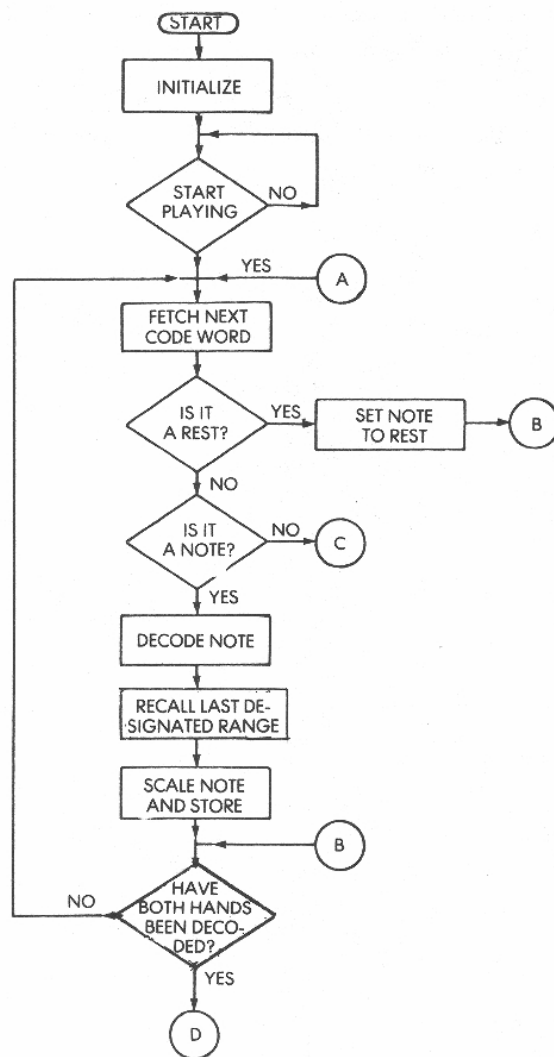 START
INITIALIZE
START
PLAYING
NO
YES
A
FETCH NEXT
CODE WORD
IS IT
A REST?
YES
SET NOTE
TO REST
B
NO
IS IT
A NOTE?
NO
C
YES
DECODE NOTE
RECALL LAST DE-
SIGNATED RANGE
SCALE NOTE
AND STORE
B
HAVE
BOTH HANDS
BEEN DECO-
DED?
NO
YES
D